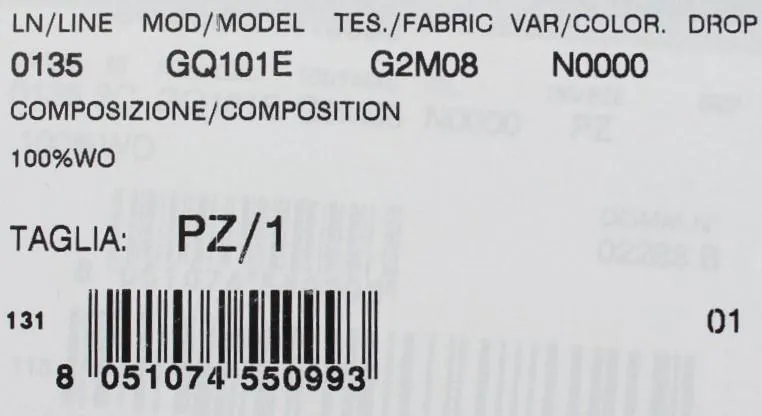 LN/LINE MOD/MODEL TES./FABRIC VAR/COLOR. DROP
0135 GQ101E G2M08 N0000
COMPOSIZIONE/COMPOSITION
100%WO
TAGLIA: PZ/1
131 01
8 051074 550993